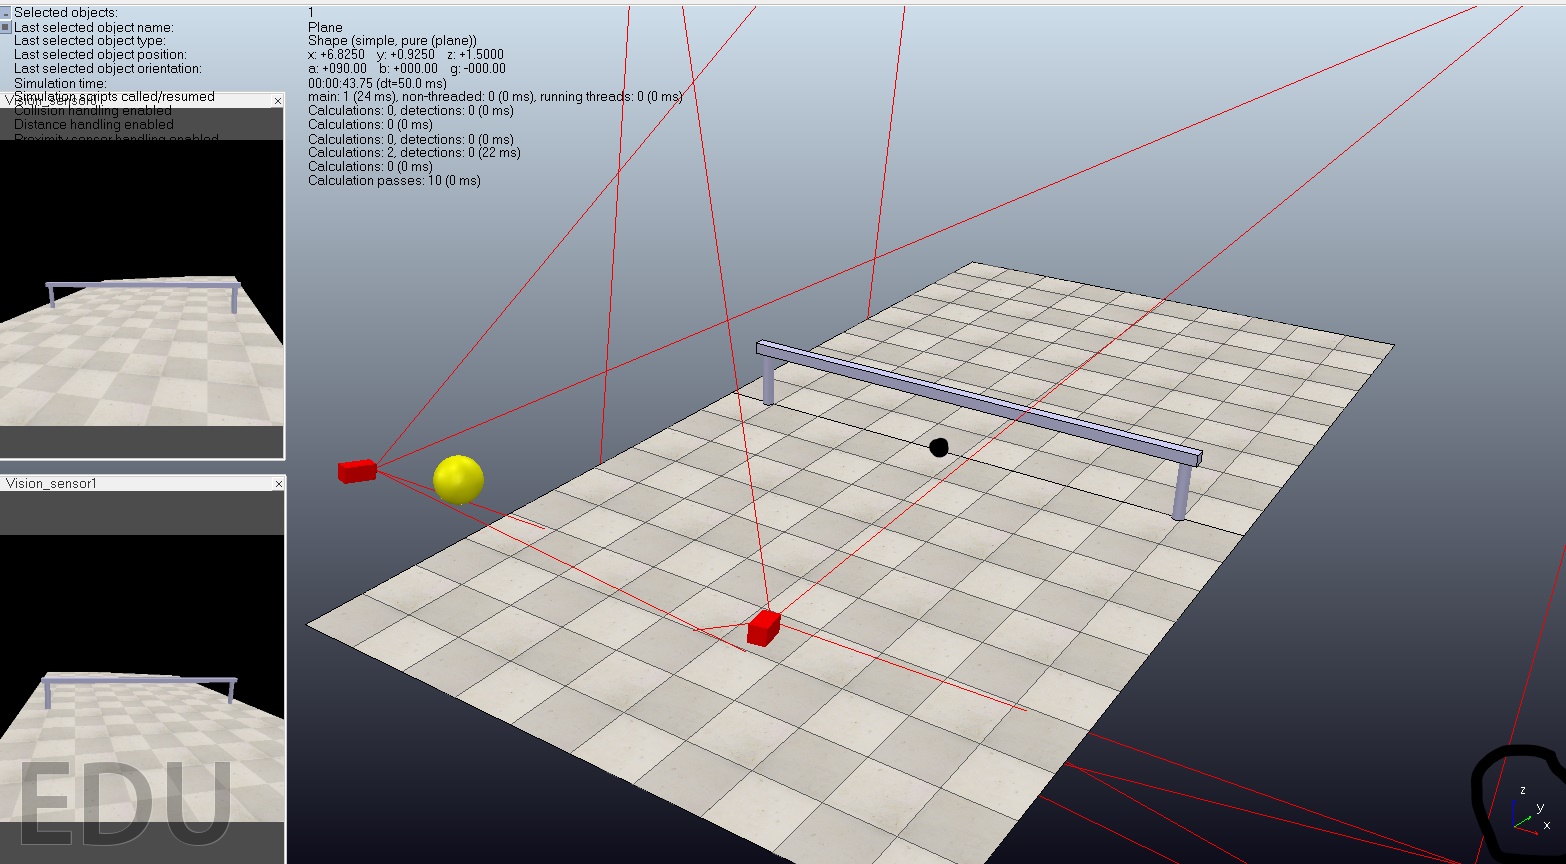 Selected objects: 1
Last selected object name: Plane
Last selected object type: Shape (simple, pure (plane))
Last selected object position: x: +6.8250 y: +0.9250 z: +1.5000
Last selected object orientation: a: +090.00 b: +000.00 g: -000.00
Simulation time: 00:00:43.75 (dt=50.0 ms)
Simulation scripts called/resumed main: 1 (24 ms), non-threaded: 0 (0 ms), running threads: 0 (0 ms)
Collision handling enabled Calculations: 0, detections: 0 (0 ms)
Distance handling enabled Calculations: 0 (0 ms)
Proximity sensor handling enabled Calculations: 0, detections: 0 (0 ms)
Calculations: 2, detections: 0 (22 ms)
Calculations: 0 (0 ms)
Calculation passes: 10 (0 ms)
Vision_sensor1
EDU
z
y
x